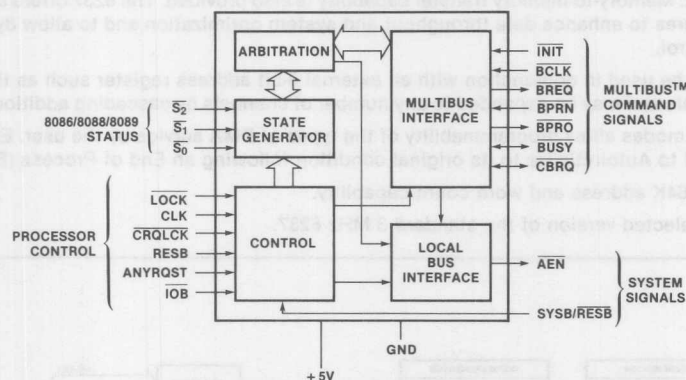 ARBITRATION
STATE
GENERATOR
CONTROL
MULTIBUS
INTERFACE
LOCAL
BUS
INTERFACE
8086/8088/8089
STATUS
S2
S1
S0
PROCESSOR
CONTROL
LOCK
CLK
CRQLCK
RESB
ANYRQST
IOB
INIT
BCLK
BREQ
BPRN
BPRO
BUSY
CBRQ
MULTIBUS™
COMMAND
SIGNALS
AEN
SYSB/RESB
SYSTEM
SIGNALS
GND
+5V